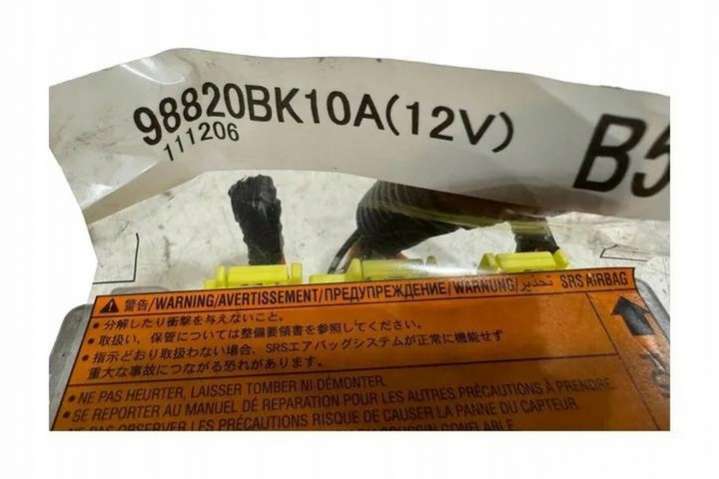 98820BK10A(12V)
111206
B5
警告/WARNING/AVERTISSEMENT/ПРЕДУПРЕЖДЕНИЕ/WARNUNG/تحذير SRS AIRBAG
• 分解したり衝撃を与えないこと。
• 取扱い、保管については整備要領書を参照してください。
• 指示どおり取扱わない場合、SRSエアバッグシステムが正常に機能せず
重大な事故につながる恐れがあります。
• NE PAS HEURTER, LAISSER TOMBER NI DÉMONTER.
• SE REPORTER AU MANUEL DE RÉPARATION POUR LES AUTRES PRÉCAUTIONS À PRENDRE.
NE PAS OBSERVER LES PRÉCAUTIONS RISQUE DE CAUSER LA PANNE DU CAPTEUR